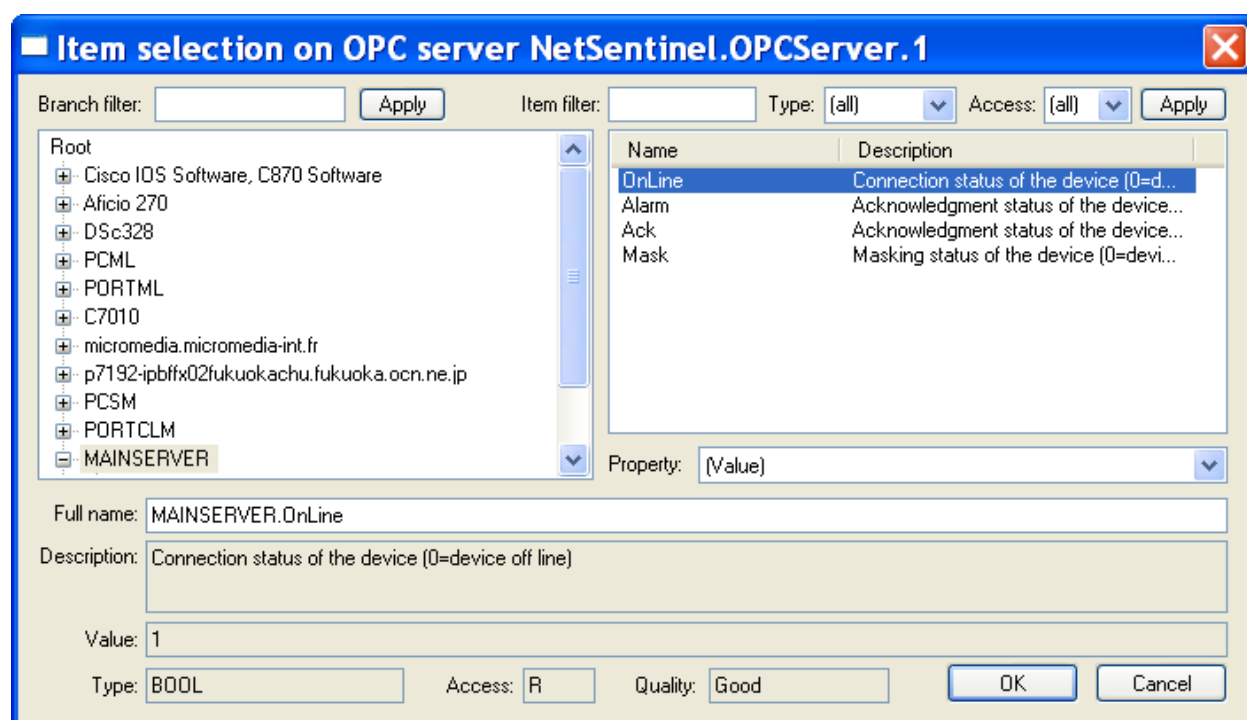 Item selection on OPC server NetSentinel.OPCServer.1
Branch filter: Apply Item filter: Type: (all) Access: (all) Apply
Root
Cisco IOS Software, C870 Software
Aficio 270
DSc328
PCML
PORTML
C7010
micromedia.micromedia-int.fr
p7192-ipbffx02fukuokachu.fukuoka.ocn.ne.jp
PCSM
PORTCLM
MAINSERVER
Name Description
OnLine Connection status of the device (0=d...
Alarm Acknowledgment status of the device...
Ack Acknowledgment status of the device...
Mask Masking status of the device (0=devi...
Property: (Value)
Full name: MAINSERVER.OnLine
Description: Connection status of the device (0=device off line)
Value: 1
Type: BOOL Access: R Quality: Good OK Cancel